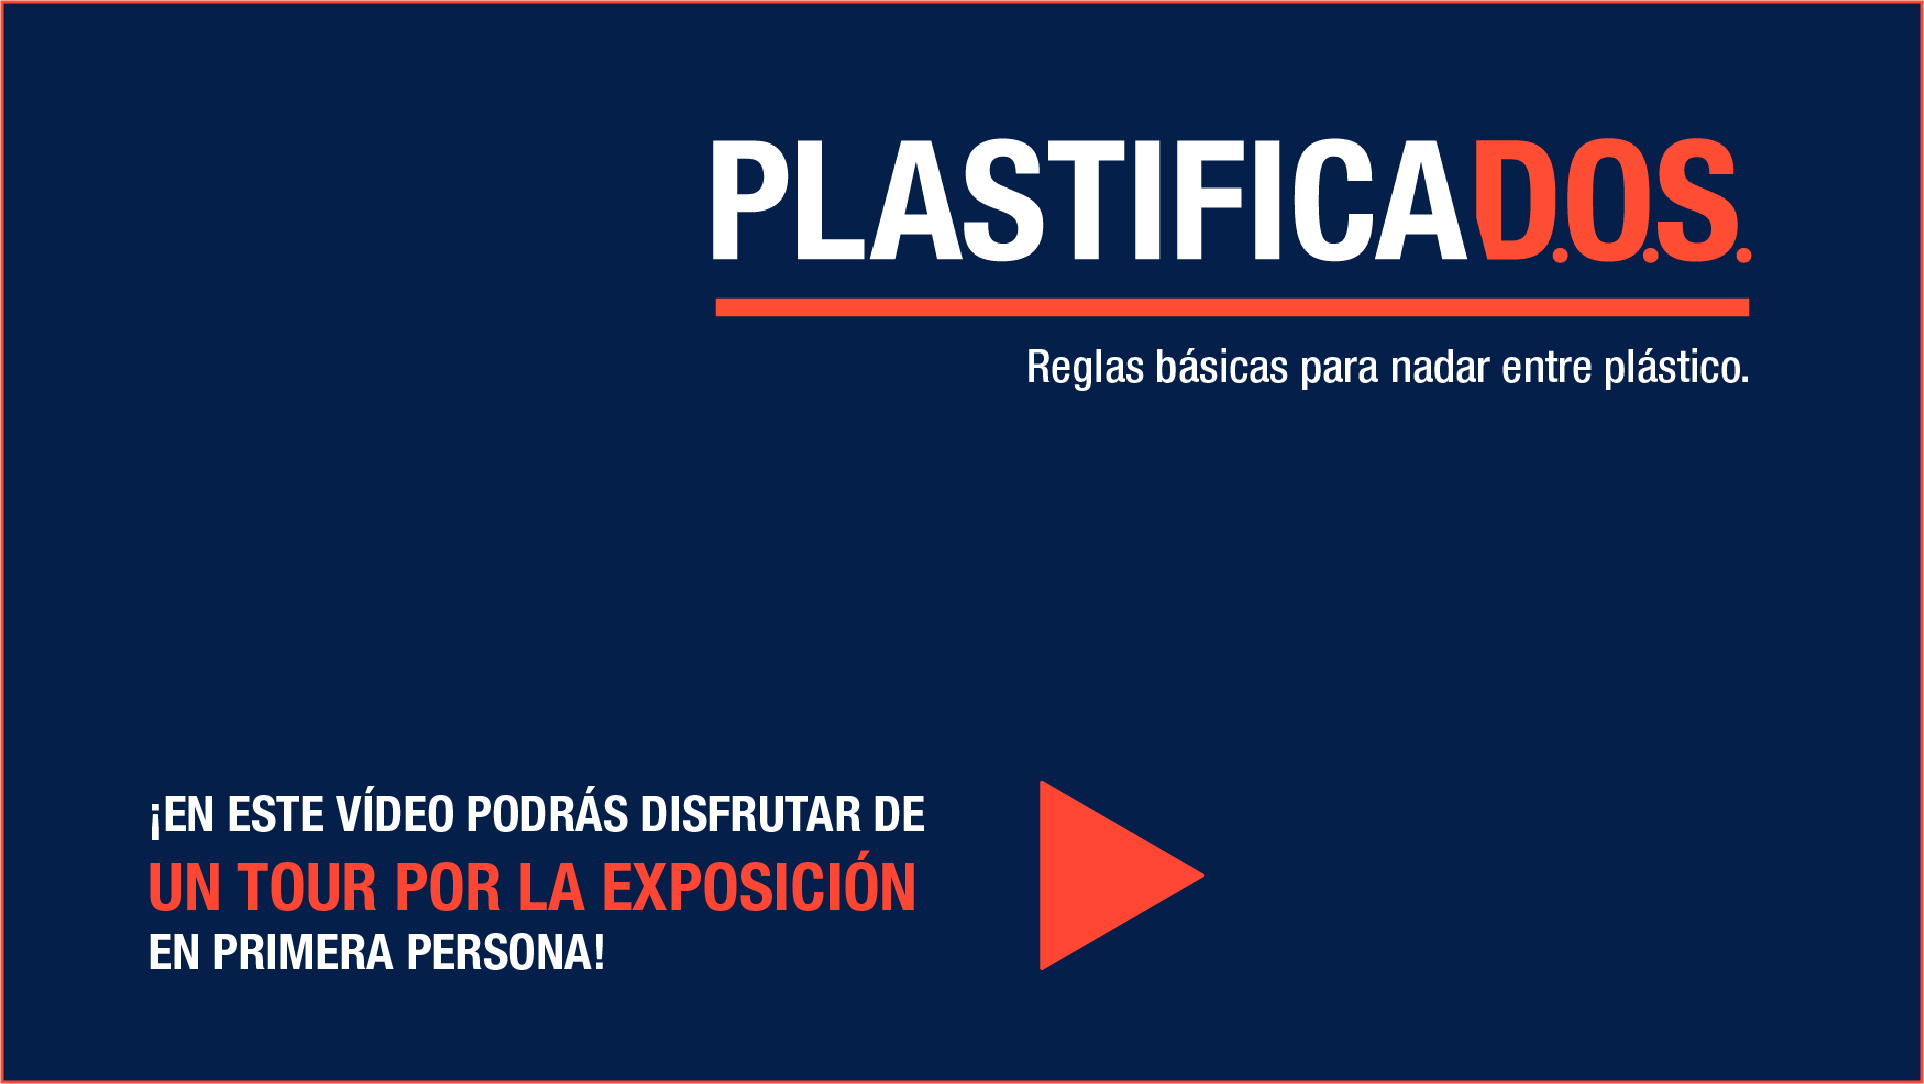 PLASTIFICAD.O.S.
Reglas básicas para nadar entre plástico.
¡EN ESTE VÍDEO PODRÁS DISFRUTAR DE
UN TOUR POR LA EXPOSICIÓN
EN PRIMERA PERSONA!